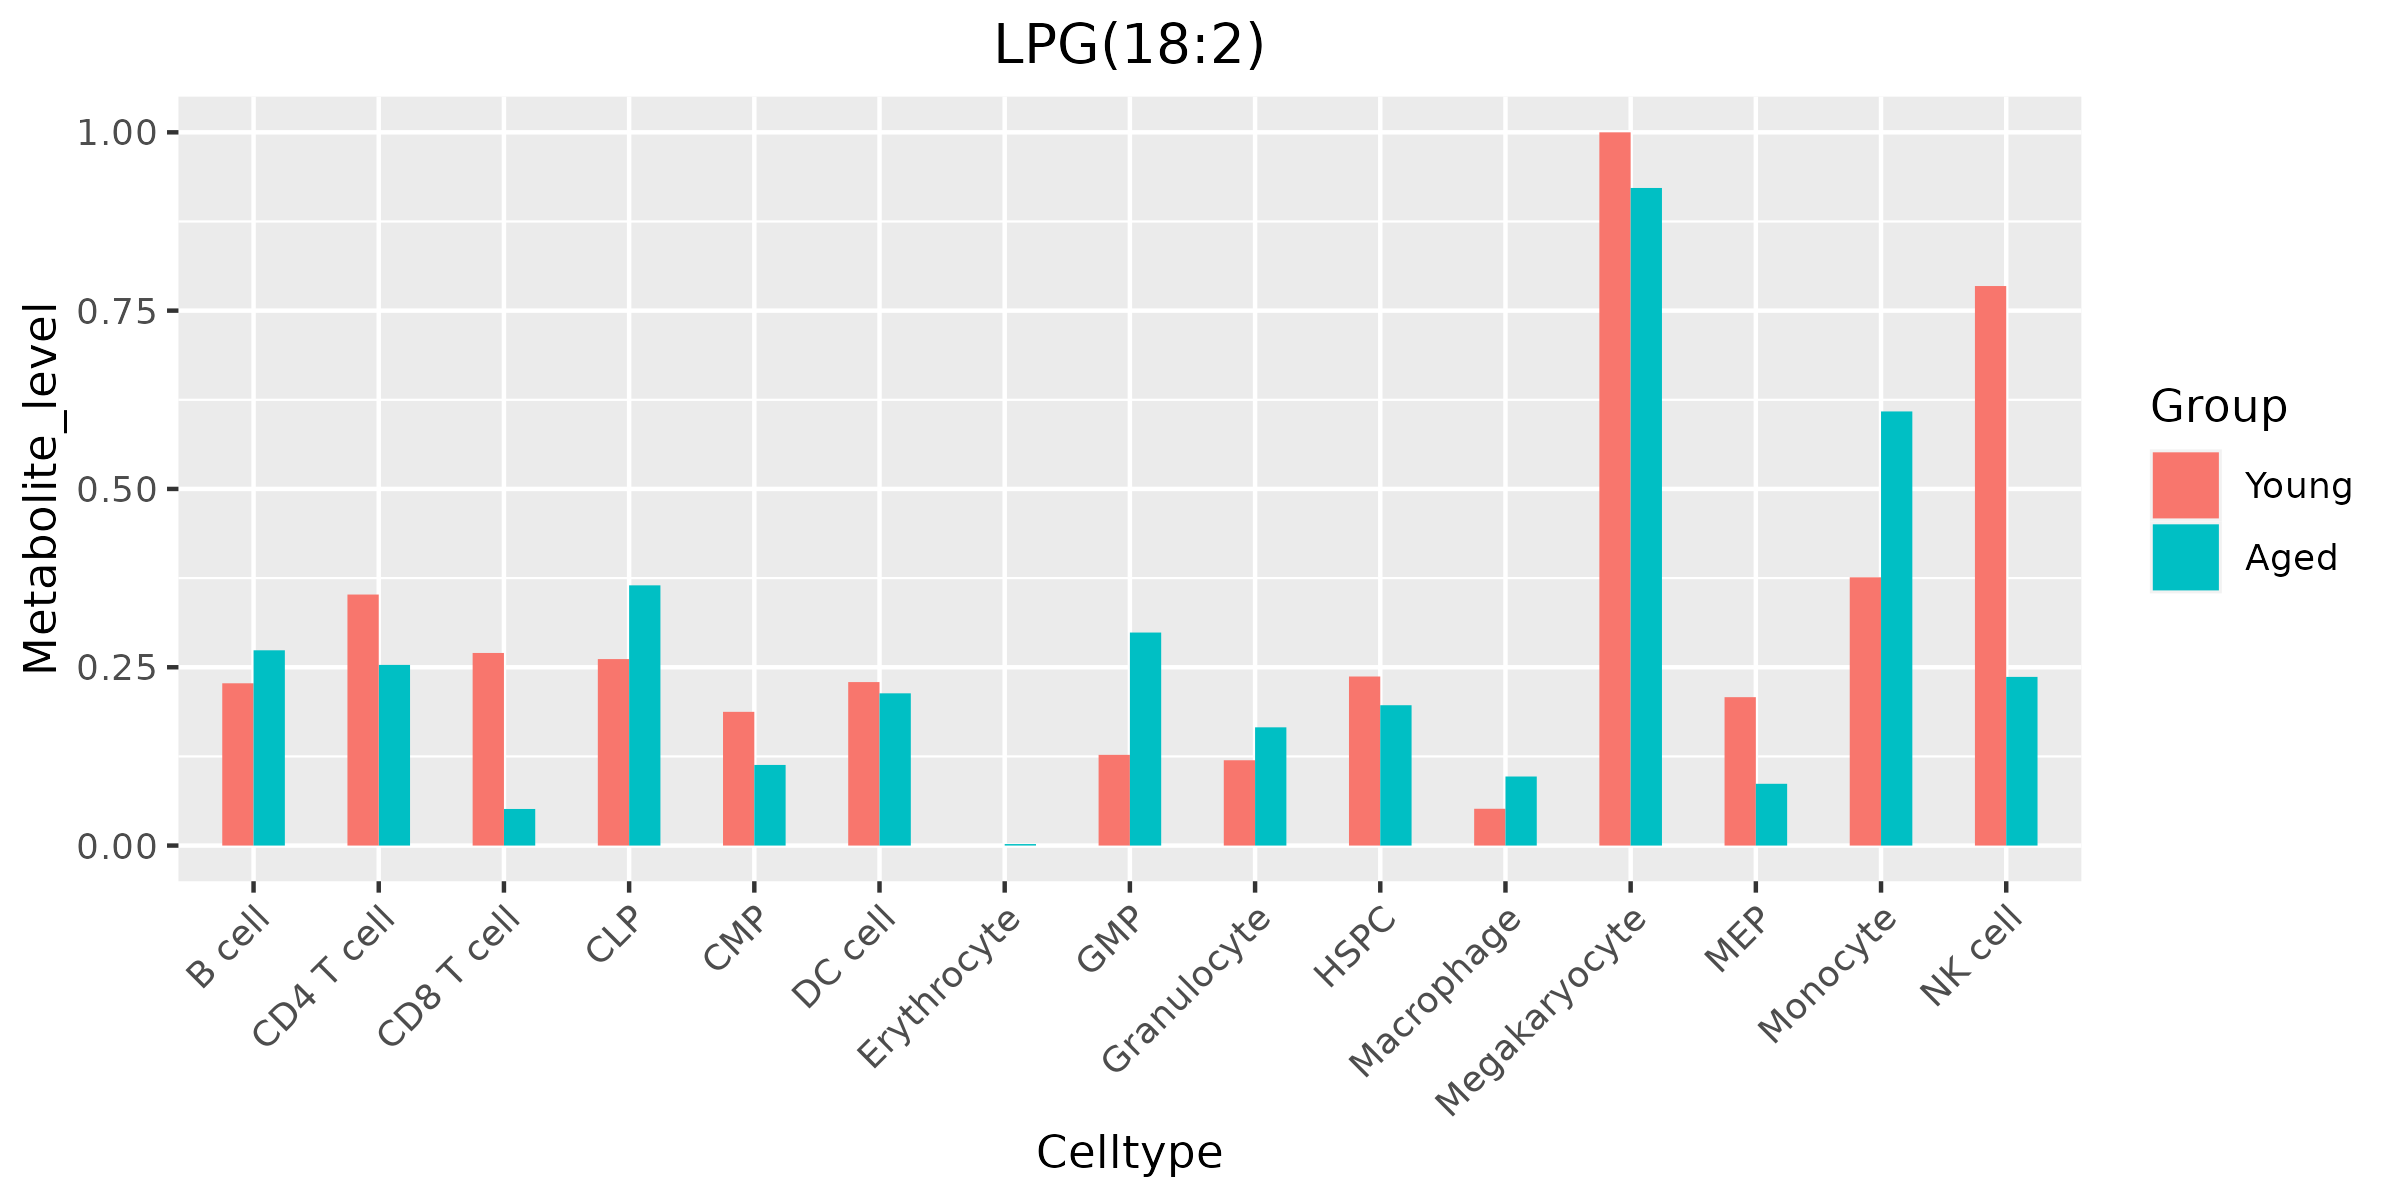 LPG(18:2)
Metabolite_level
1.00
0.75
0.50
0.25
0.00
B cell
CD4 T cell
CD8 T cell
CLP
CMP
DC cell
Erythrocyte
GMP
Granulocyte
HSPC
Macrophage
Megakaryocyte
MEP
Monocyte
NK cell
Celltype
Group
Young
Aged